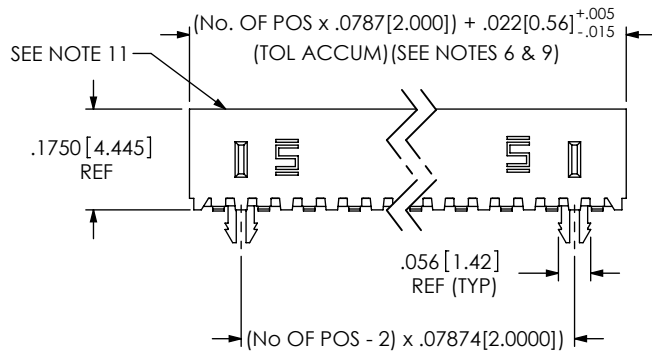 (No. OF POS x .0787[2.000]) + .022[0.56] +.005 -.015
SEE NOTE 11
(TOL ACCUM)(SEE NOTES 6 & 9)
.1750 [4.445]
REF
.056 [1.42]
REF (TYP)
(No OF POS - 2) x .07874[2.0000])